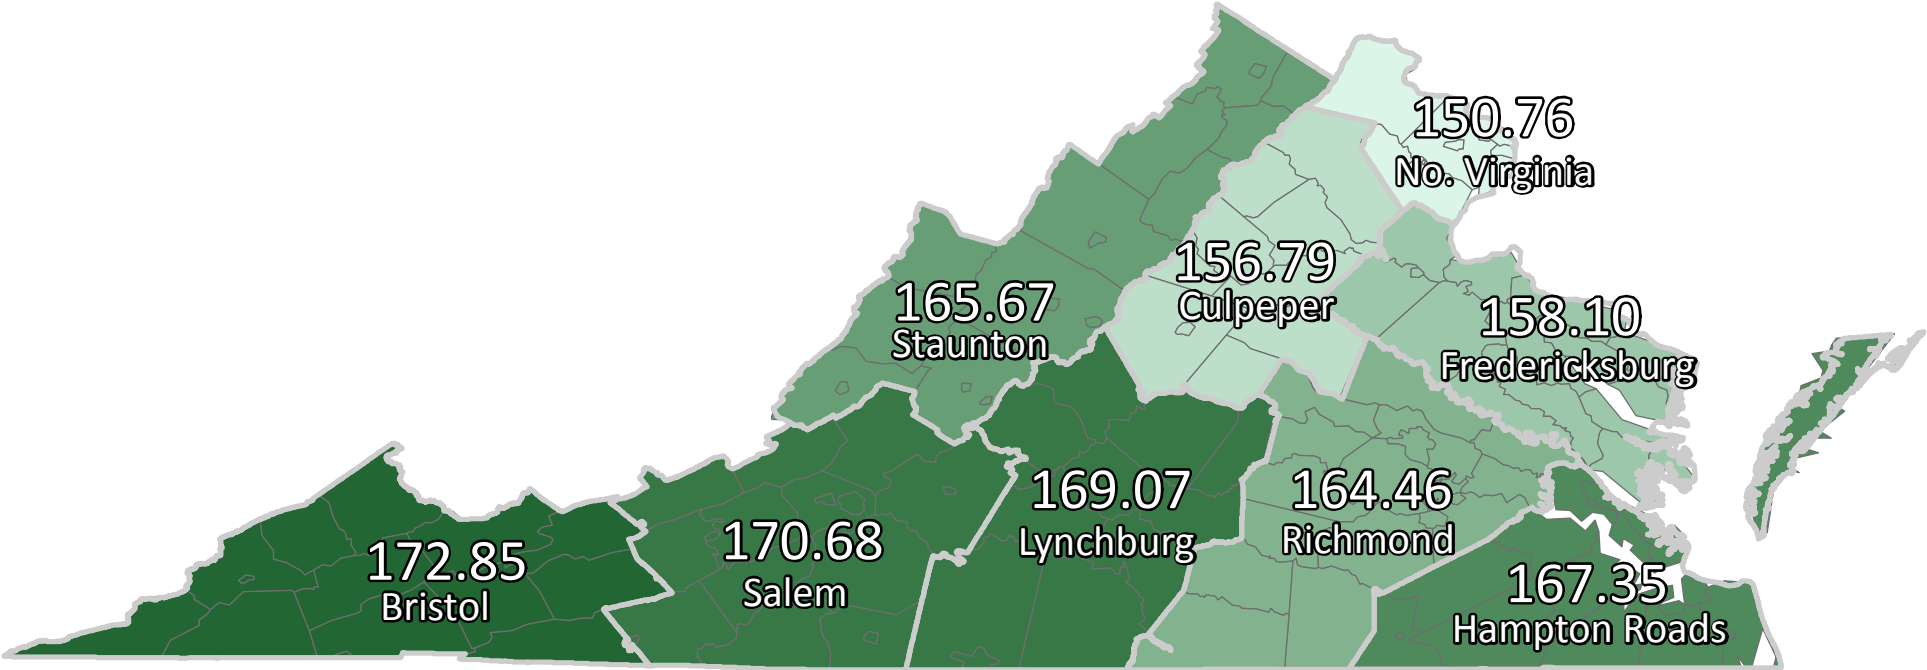 150.76
No. Virginia
156.79
Culpeper
165.67
Staunton
158.10
Fredericksburg
169.07
Lynchburg
164.46
Richmond
170.68
Salem
172.85
Bristol
167.35
Hampton Roads